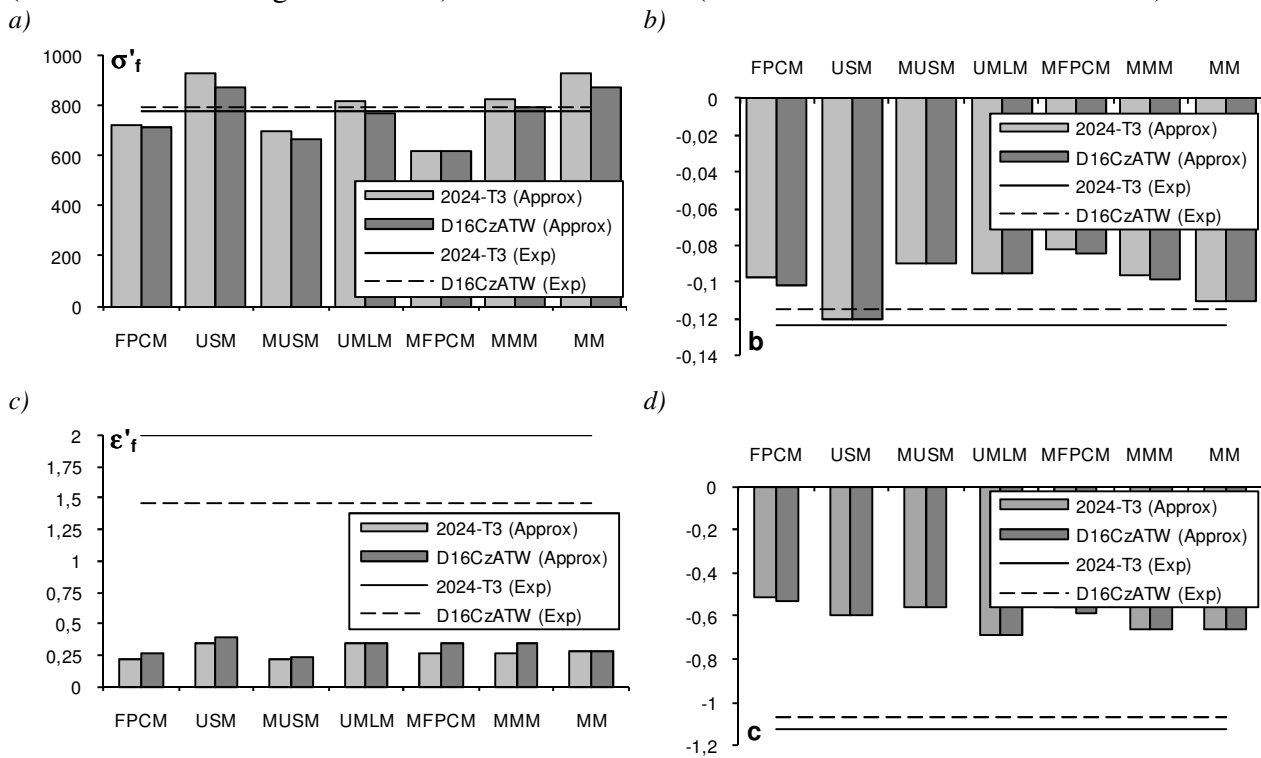 a)
b)
σ'f
1000
800
600
400
200
0
FPCM USM MUSM UMLM MFPCM MMM MM
2024-T3 (Approx)
D16CzATW (Approx)
2024-T3 (Exp)
D16CzATW (Exp)
FPCM USM MUSM UMLM MFPCM MMM MM
0
-0,02
-0,04
-0,06
-0,08
-0,1
-0,12
-0,14
b
2024-T3 (Approx)
D16CzATW (Approx)
2024-T3 (Exp)
D16CzATW (Exp)
c)
d)
ε'f
2
1,75
1,5
1,25
1
0,75
0,5
0,25
0
FPCM USM MUSM UMLM MFPCM MMM MM
2024-T3 (Approx)
D16CzATW (Approx)
2024-T3 (Exp)
D16CzATW (Exp)
FPCM USM MUSM UMLM MFPCM MMM MM
0
-0,2
-0,4
-0,6
-0,8
-1
-1,2
c
2024-T3 (Approx)
D16CzATW (Approx)
2024-T3 (Exp)
D16CzATW (Exp)